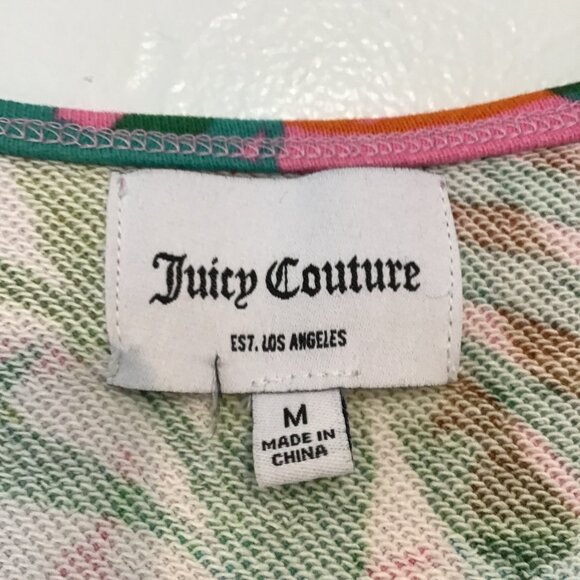 Juicy Couture
EST. LOS ANGELES
M
MADE IN
CHINA